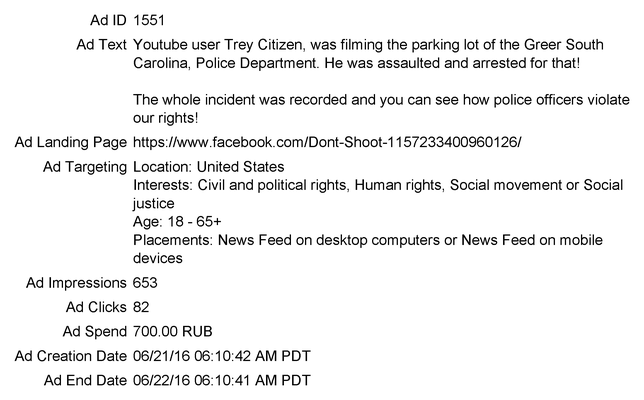 Ad ID 1551
Ad Text Youtube user Trey Citizen, was filming the parking lot of the Greer South
Carolina, Police Department. He was assaulted and arrested for that!
The whole incident was recorded and you can see how police officers violate
our rights!
Ad Landing Page https://www.facebook.com/Dont-Shoot-1157233400960126/
Ad Targeting Location: United States
Interests: Civil and political rights, Human rights, Social movement or Social
justice
Age: 18 - 65+
Placements: News Feed on desktop computers or News Feed on mobile
devices
Ad Impressions 653
Ad Clicks 82
Ad Spend 700.00 RUB
Ad Creation Date 06/21/16 06:10:42 AM PDT
Ad End Date 06/22/16 06:10:41 AM PDT